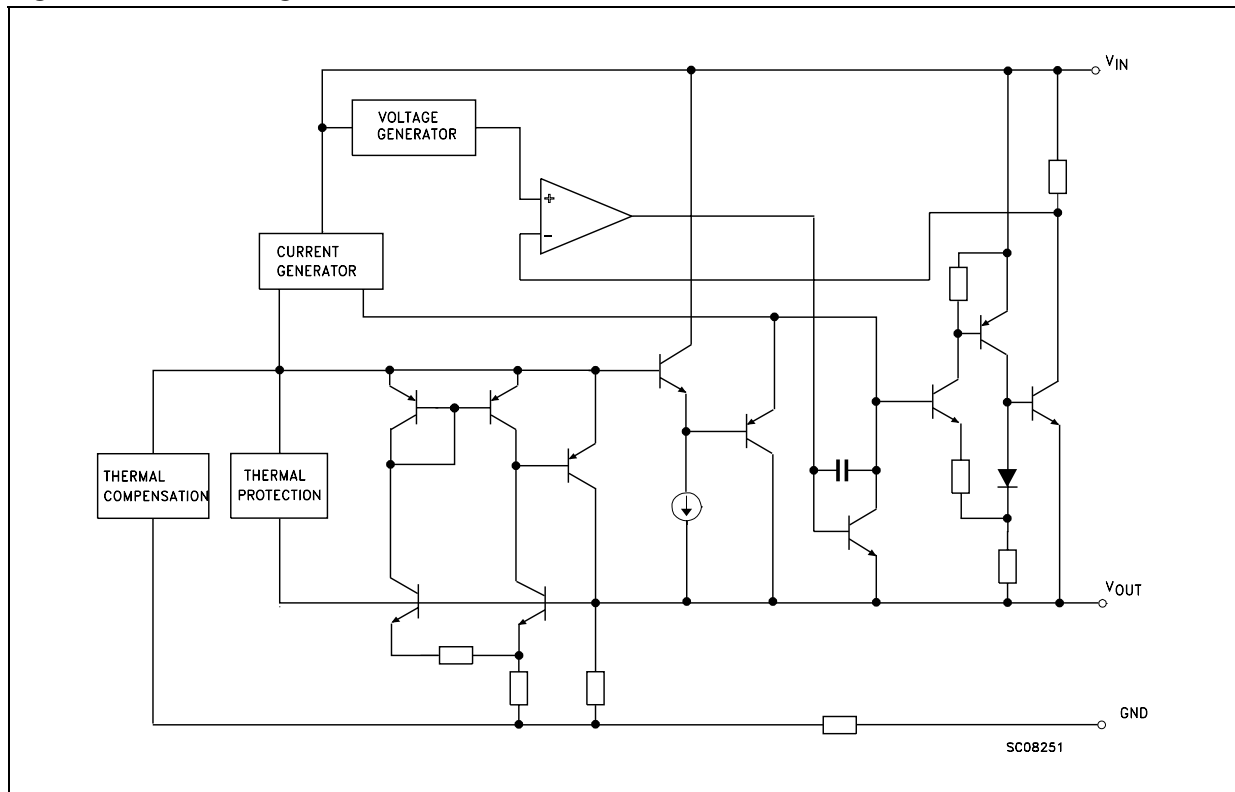 VIN
VOLTAGE
GENERATOR
+
-
CURRENT
GENERATOR
THERMAL
COMPENSATION
THERMAL
PROTECTION
VOUT
GND
SC08251